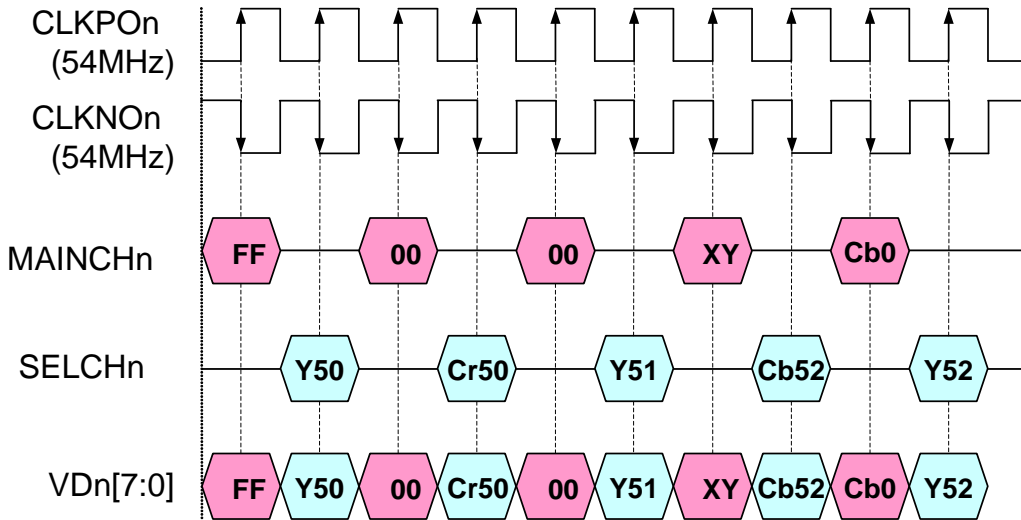 CLKPOn
(54MHz)
CLKNOn
(54MHz)
MAINCHn FF 00 00 XY Cb0
SELCHn Y50 Cr50 Y51 Cb52 Y52
VDn[7:0] FF Y50 00 Cr50 00 Y51 XY Cb52 Cb0 Y52